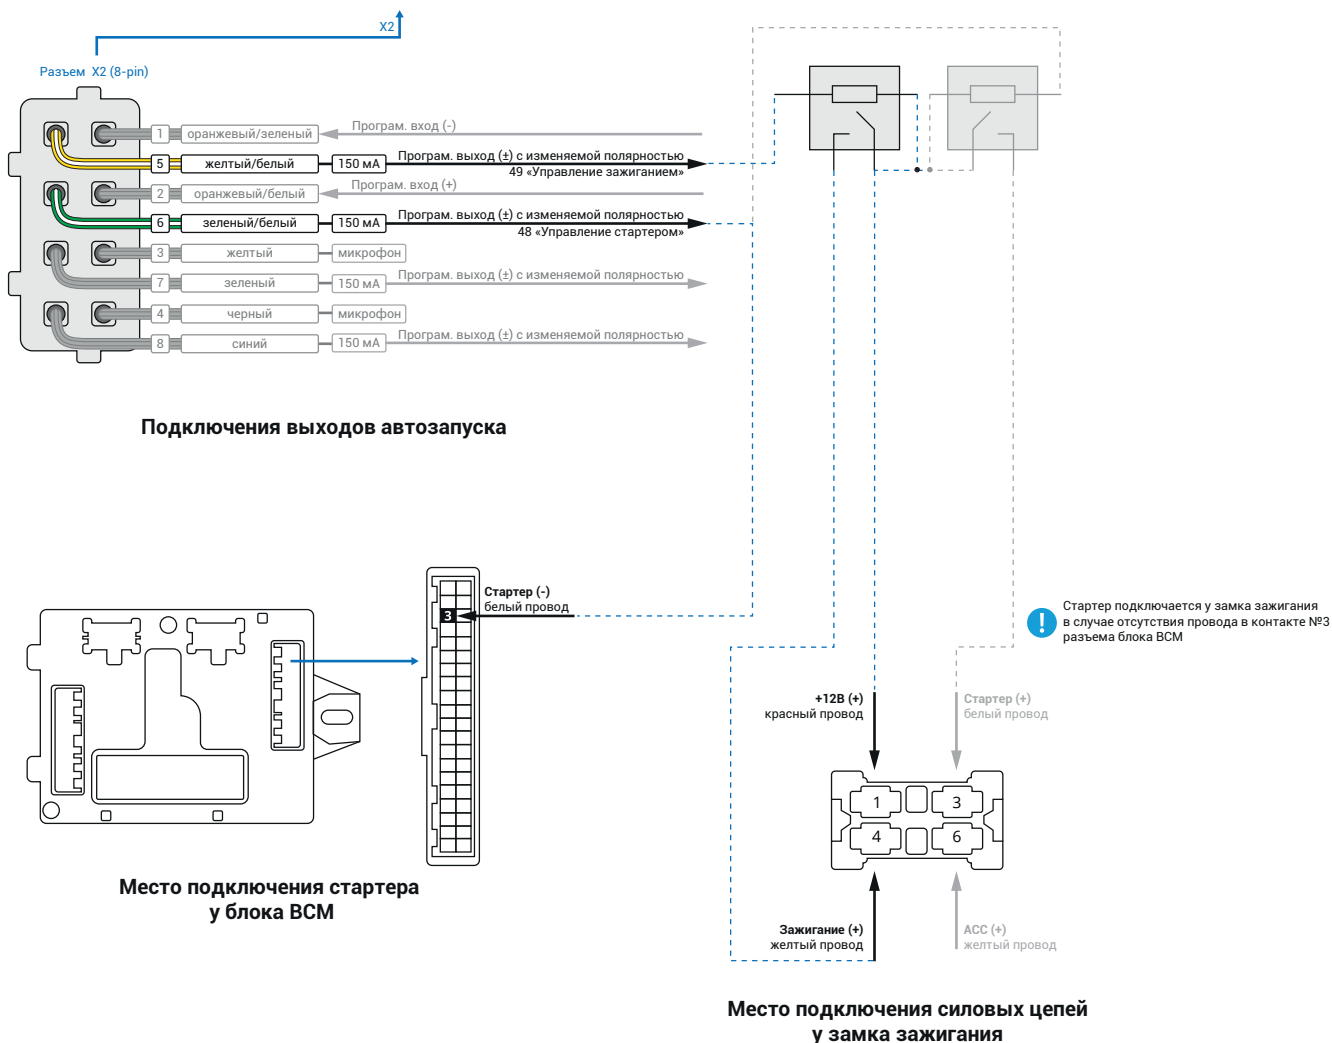 X2
Разъем X2 (8-pin)
1 оранжевый/зеленый Програм. вход (-)
5 желтый/белый 150 мА Програм. выход (±) с изменяемой полярностью
49 «Управление зажиганием»
2 оранжевый/белый Програм. вход (+)
6 зеленый/белый 150 мА Програм. выход (±) с изменяемой полярностью
48 «Управление стартером»
3 желтый микрофон
7 зеленый 150 мА Програм. выход (±) с изменяемой полярностью
4 черный микрофон
8 синий 150 мА Програм. выход (±) с изменяемой полярностью
Подключения выходов автозапуска
Стартер (-)
белый провод
3
! Стартер подключается у замка зажигания
в случае отсутствия провода в контакте №3
разъема блока BCM
+12В (+)
красный провод
Стартер (+)
белый провод
1 3
4 6
Место подключения стартера
у блока BCM
Зажигание (+)
желтый провод
ACC (+)
желтый провод
Место подключения силовых цепей
у замка зажигания